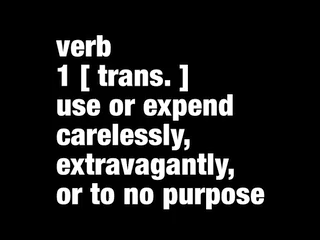 verb
1 [ trans. ]
use or expend
carelessly,
extravagantly,
or to no purpose